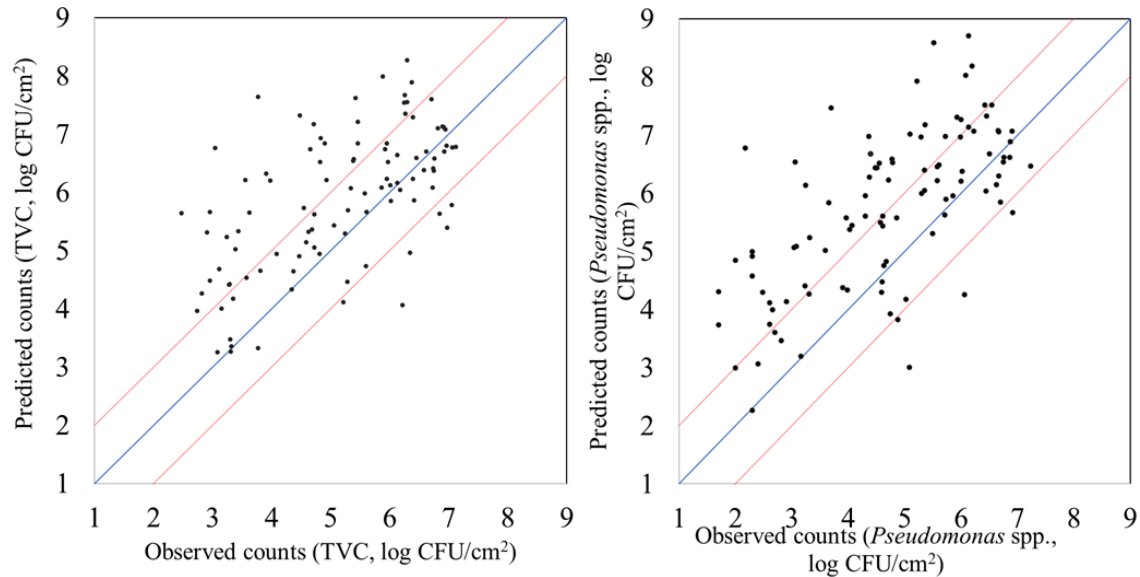 Predicted counts (TVC, log CFU/cm²)
9
8
7
6
5
4
3
2
1
1 2 3 4 5 6 7 8 9
Observed counts (TVC, log CFU/cm²)
Predicted counts (Pseudomonas spp., log
CFU/cm²)
9
8
7
6
5
4
3
2
1
1 2 3 4 5 6 7 8 9
Observed counts (Pseudomonas spp.,
log CFU/cm²)